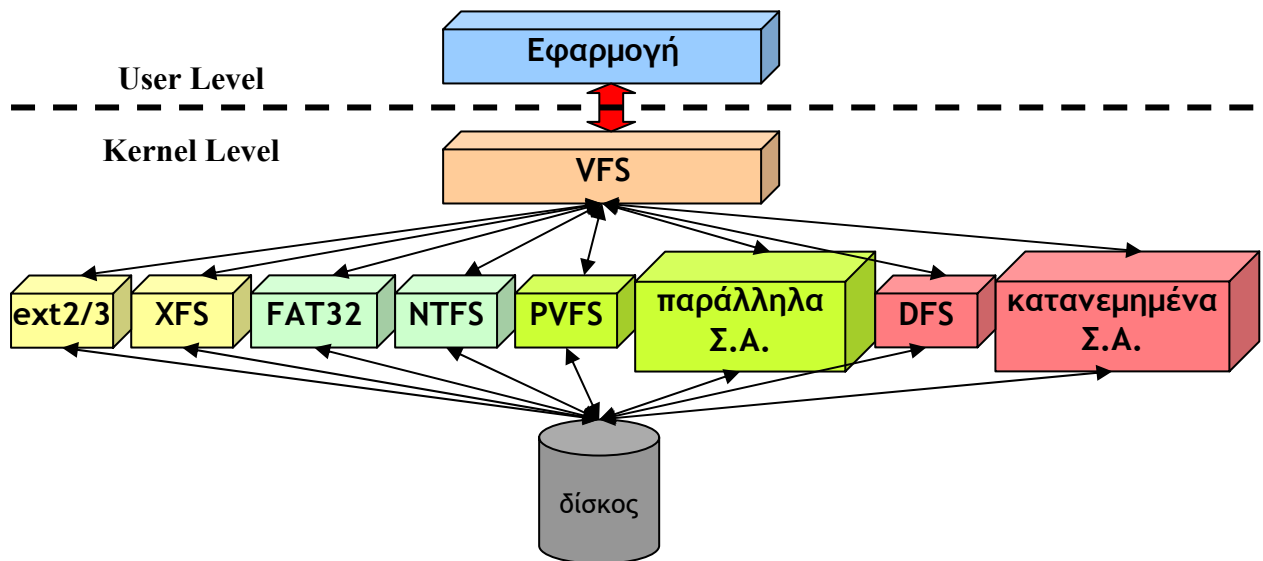 Εφαρμογή
User Level
Kernel Level
VFS
ext2/3
XFS
FAT32
NTFS
PVFS
παράλληλα
Σ.Α.
DFS
κατανεμημένα
Σ.Α.
δίσκος